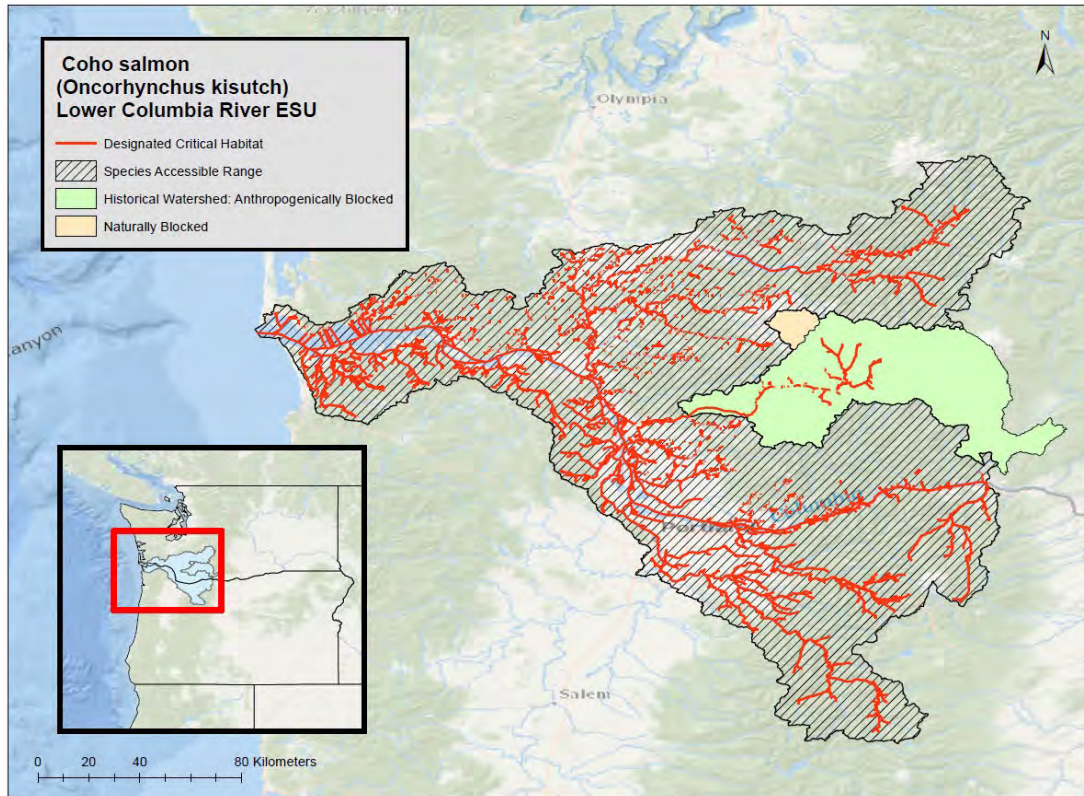 Coho salmon
(Oncorhynchus kisutch)
Lower Columbia River ESU
Designated Critical Habitat
Species Accessible Range
Historical Watershed: Anthropogenically Blocked
Naturally Blocked
N
Olympia
anyon
Salem
0 20 40 80 Kilometers